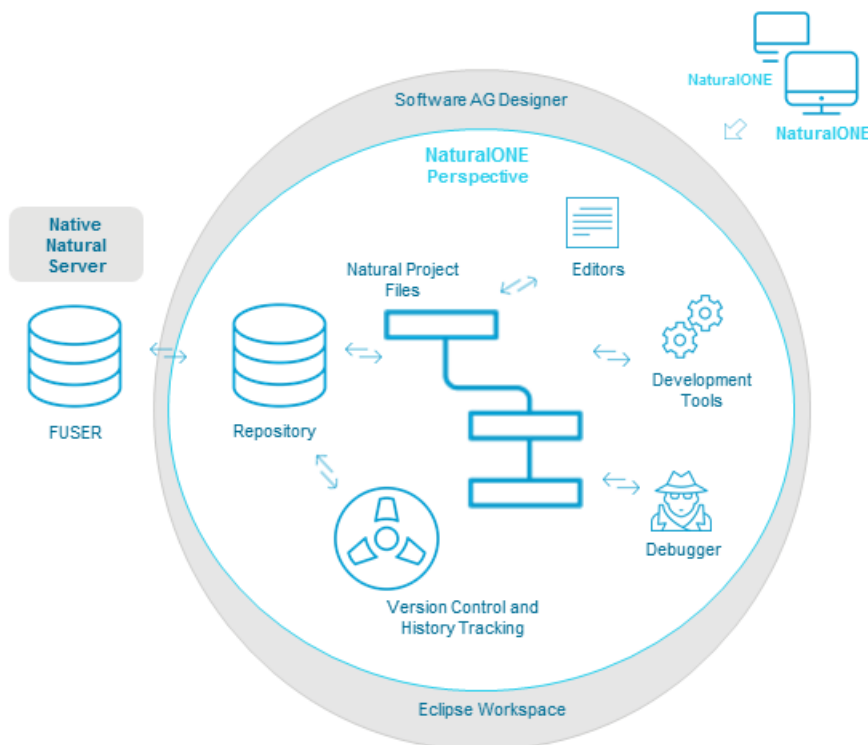 NaturalONE
NaturalONE
Software AG Designer
NaturalONE
Perspective
Native
Natural
Server
Natural Project
Files
Editors
Development
Tools
FUSER
Repository
Debugger
Version Control and
History Tracking
Eclipse Workspace